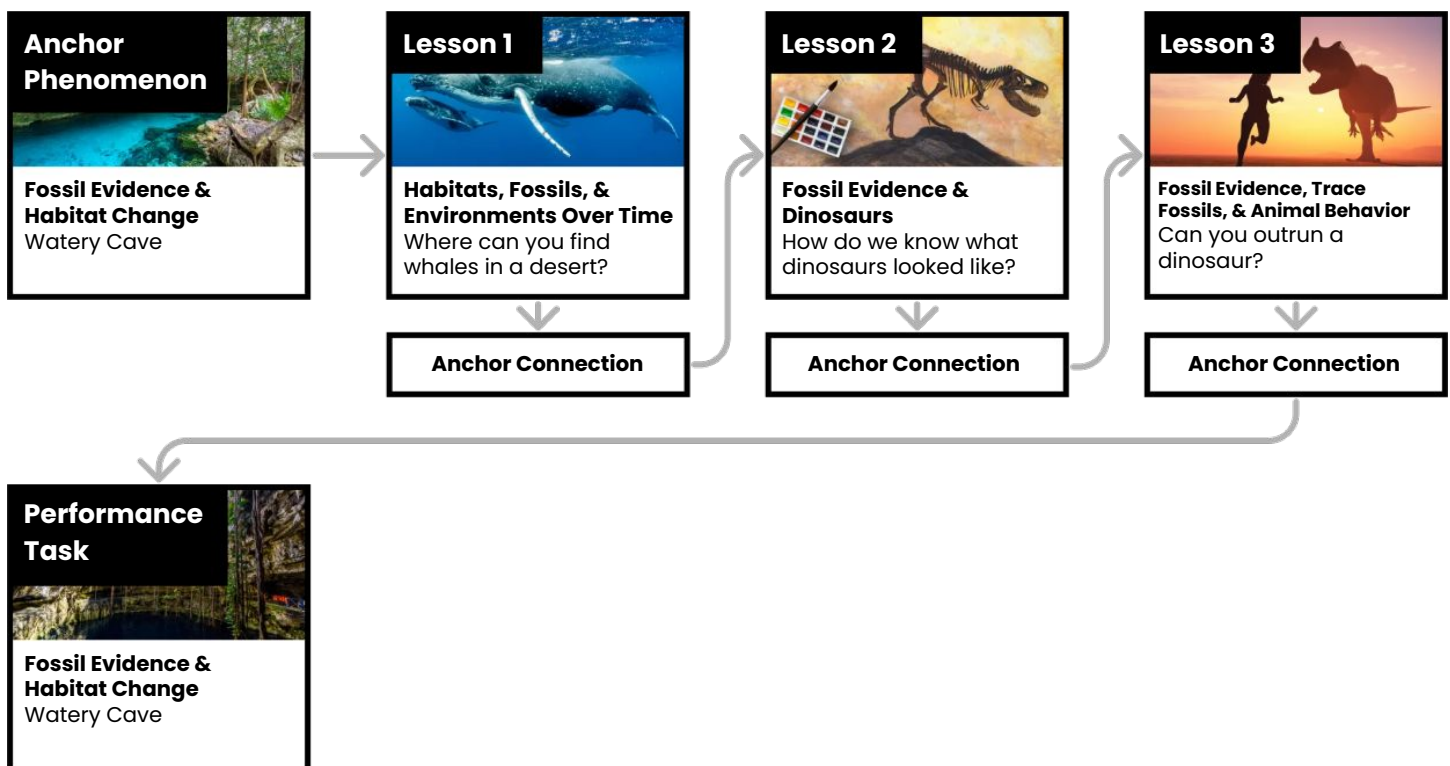 Anchor
Phenomenon
Fossil Evidence &
Habitat Change
Watery Cave
Lesson 1
Habitats, Fossils, &
Environments Over Time
Where can you find
whales in a desert?
Anchor Connection
Lesson 2
Fossil Evidence &
Dinosaurs
How do we know what
dinosaurs looked like?
Anchor Connection
Lesson 3
Fossil Evidence, Trace
Fossils, & Animal Behavior
Can you outrun a
dinosaur?
Anchor Connection
Performance
Task
Fossil Evidence &
Habitat Change
Watery Cave